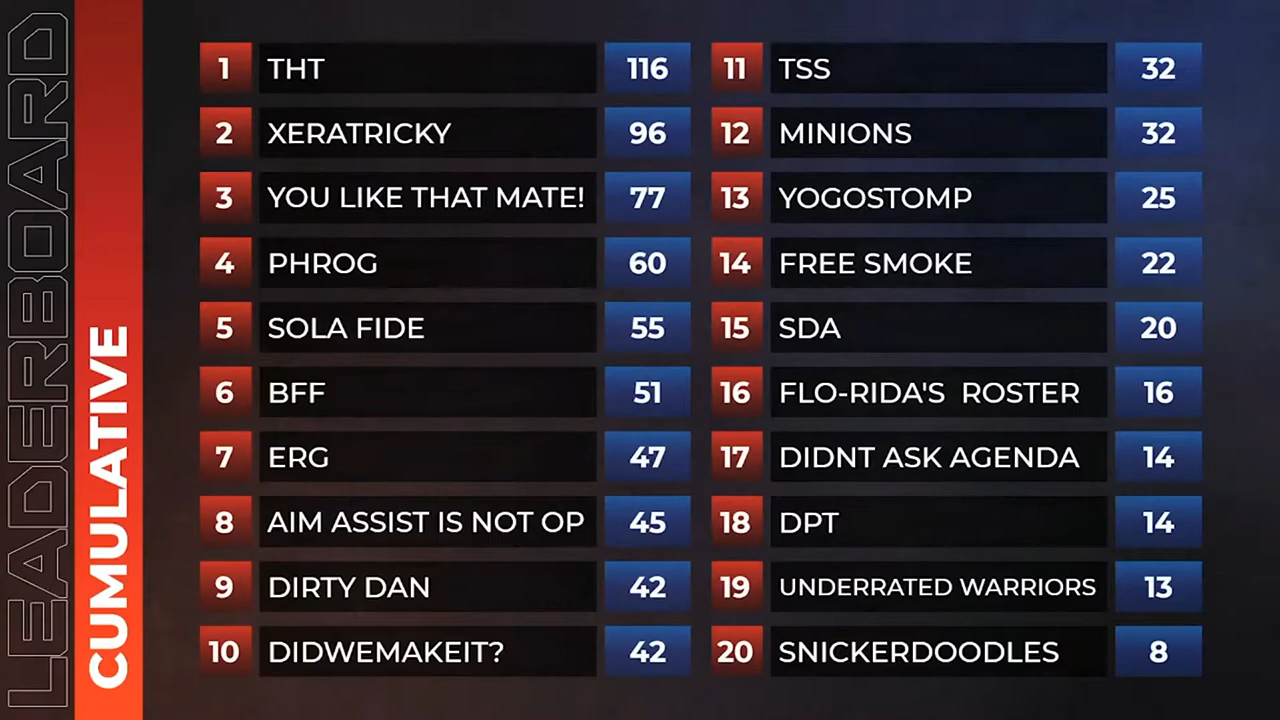 LEADERBOARD
CUMULATIVE
1 THT 116
2 XERATRICKY 96
3 YOU LIKE THAT MATE! 77
4 PHROG 60
5 SOLA FIDE 55
6 BFF 51
7 ERG 47
8 AIM ASSIST IS NOT OP 45
9 DIRTY DAN 42
10 DIDWEMAKEIT? 42
11 TSS 32
12 MINIONS 32
13 YOGOSTOMP 25
14 FREE SMOKE 22
15 SDA 20
16 FLO-RIDA'S ROSTER 16
17 DIDNT ASK AGENDA 14
18 DPT 14
19 UNDERRATED WARRIORS 13
20 SNICKERDOODLES 8